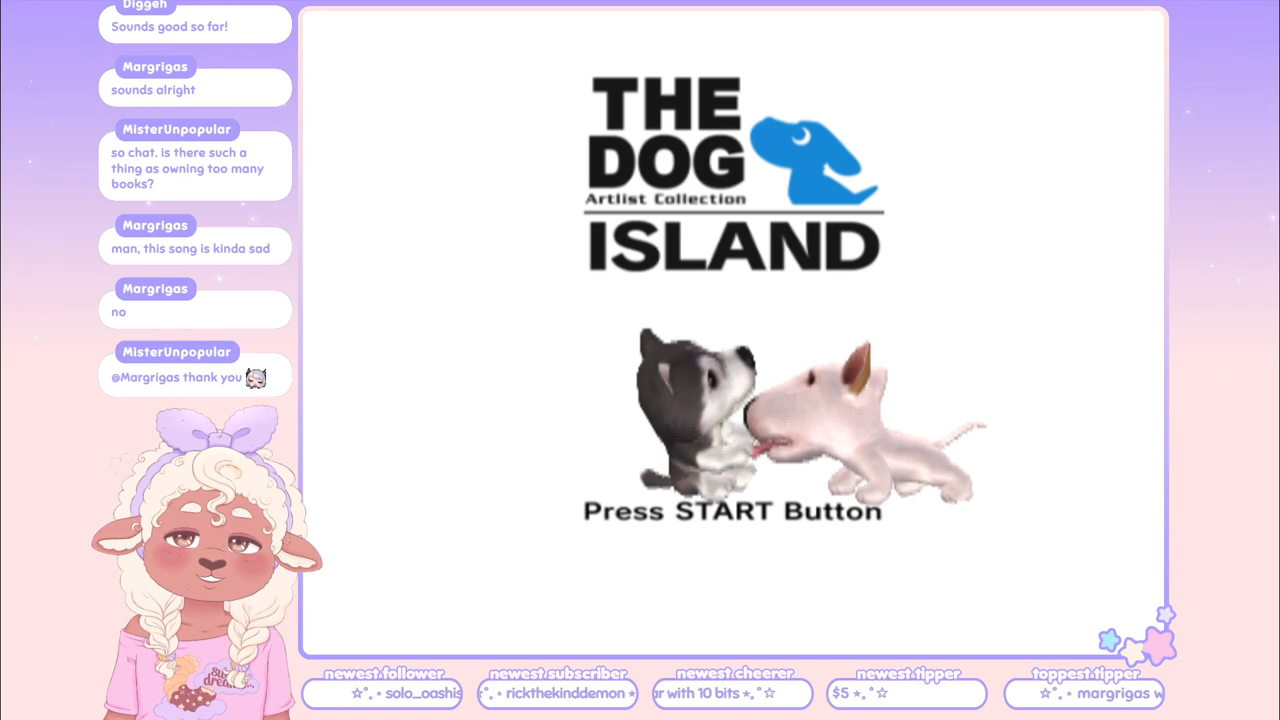 Diggeh
Sounds good so far!
Margrigas
sounds alright
MisterUnpopular
so chat. is there such a
thing as owning too many
books?
Margrigas
man, this song is kinda sad
Margrigas
no
MisterUnpopular
@Margrigas thank you
THE
DOG
Artlist Collection
ISLAND
Press START Button
newest follower
solo_oashis
newest subscriber
rickthekinddemon
newest cheerer
with 10 bits
newest tipper
$5
toppest tipper
margrigas